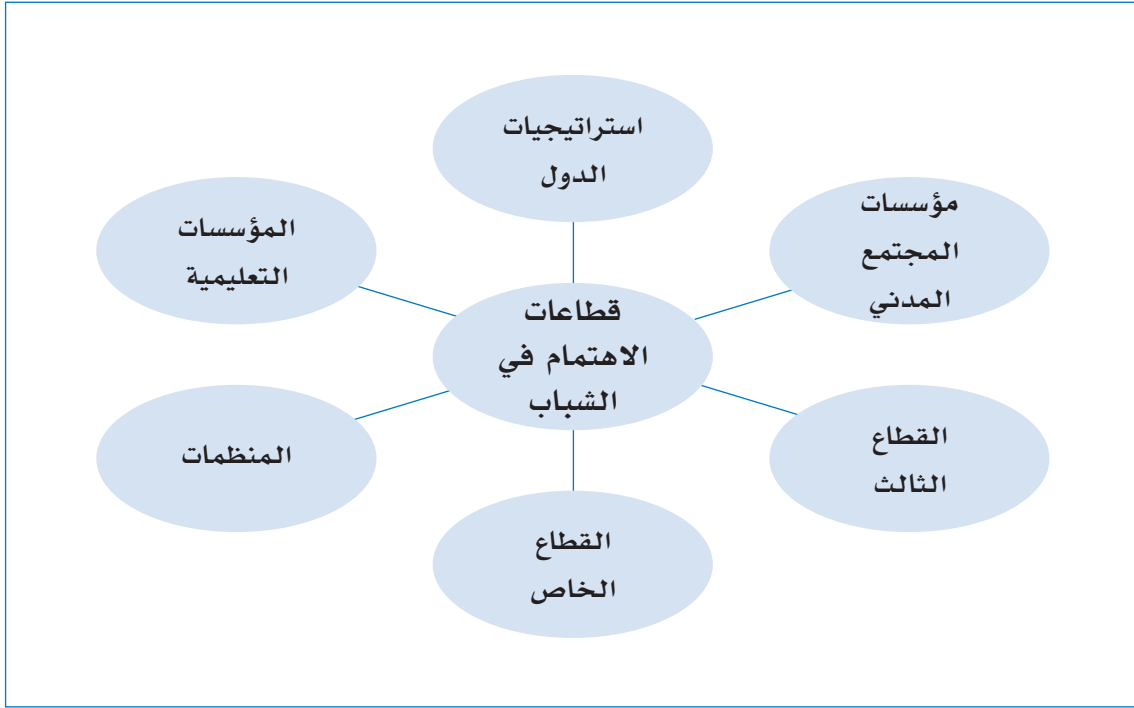 استراتيجيات
الدول
مؤسسات
المجتمع
المدني
المؤسسات
التعليمية
قطاعات
الاهتمام في
الشباب
القطاع
الثالث
المنظمات
القطاع
الخاص